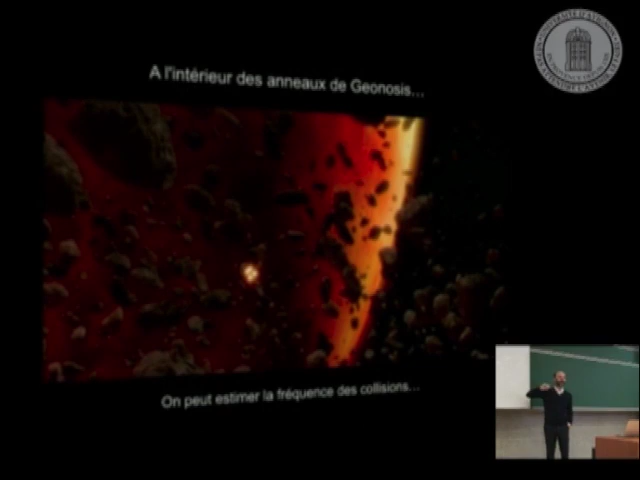 A l'intérieur des anneaux de Geonosis...
On peut estimer la fréquence des collisions...